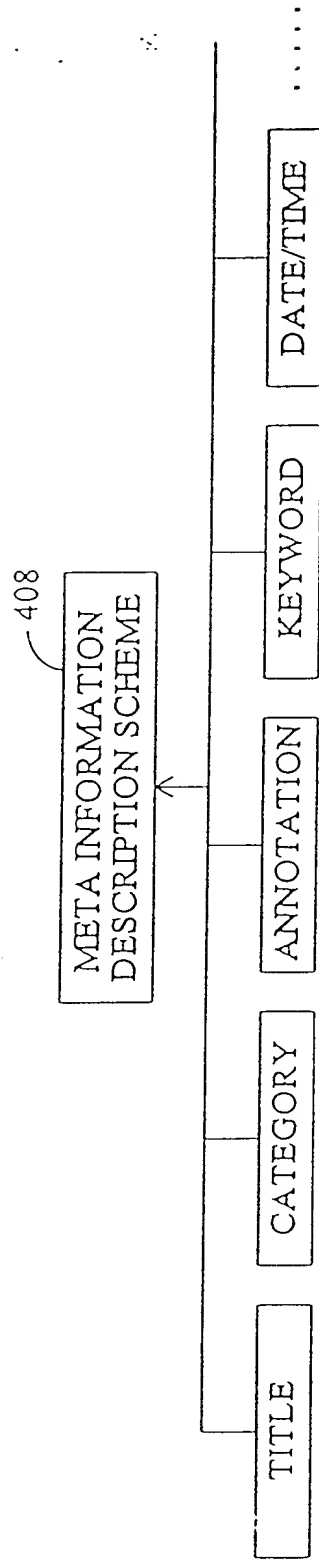 408
META INFORMATION
DESCRIPTION SCHEME
TITLE
CATEGORY
ANNOTATION
KEYWORD
DATE/TIME
.....